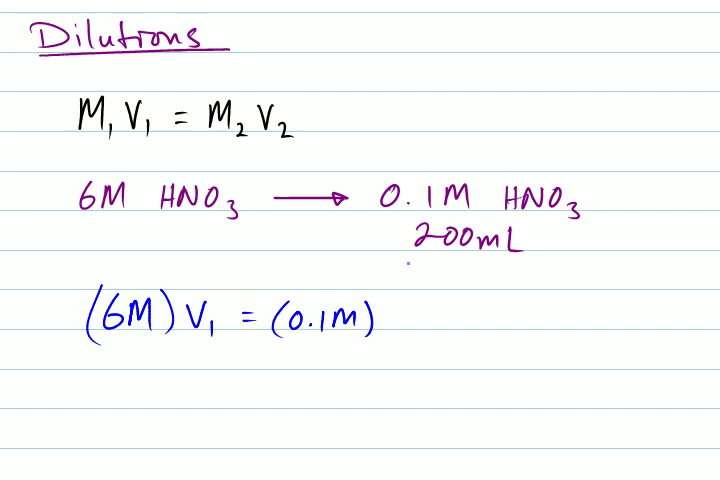 Dilutions
M₁V₁ = M₂V₂
6M HNO₃ → 0.1M HNO₃
200mL
(6M)V₁ = (0.1M)